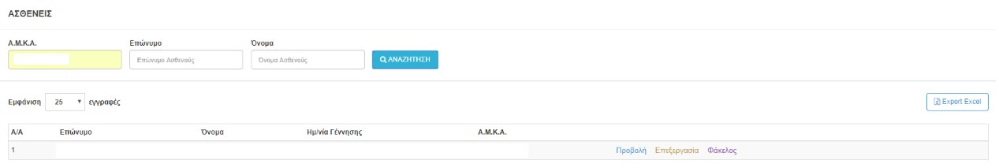 ΑΣΘΕΝΕΙΣ
Α.Μ.Κ.Α. Επώνυμο Όνομα
Επώνυμο Ασθενούς Όνομα Ασθενούς ΑΝΑΖΗΤΗΣΗ
Εμφάνιση 25 εγγραφές Export Excel
Α/Α Επώνυμο Όνομα Ημ/νία Γέννησης Α.Μ.Κ.Α.
1 Προβολή Επεξεργασία Φάκελος